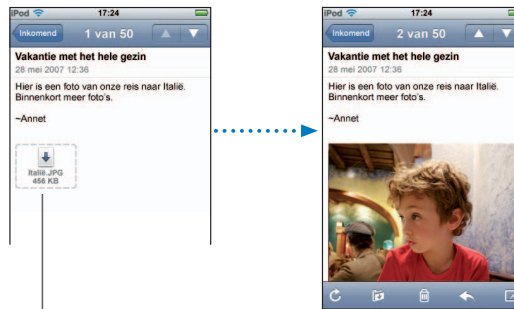 iPod 17:24
Inkomend 1 van 50
Vakantie met het hele gezin
28 mei 2007 12:36
Hier is een foto van onze reis naar Italië.
Binnenkort meer foto's.
~Annet
Italië.JPG
456 KB
iPod 17:24
Inkomend 2 van 50
Vakantie met het hele gezin
28 mei 2007 12:36
Hier is een foto van onze reis naar Italië.
Binnenkort meer foto's.
~Annet